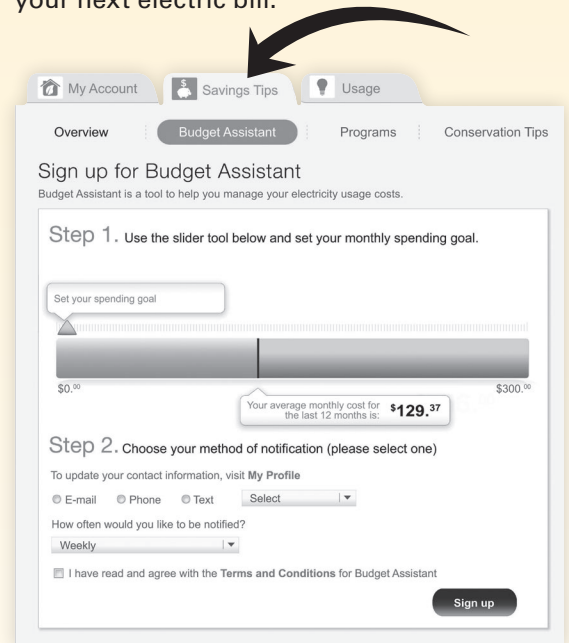 your next electric bill.
My Account Savings Tips Usage
Overview Budget Assistant Programs Conservation Tips
Sign up for Budget Assistant
Budget Assistant is a tool to help you manage your electricity usage costs.
Step 1. Use the slider tool below and set your monthly spending goal.
Set your spending goal
$0.00 $300.00
Your average monthly cost for
the last 12 months is: $129.37
Step 2. Choose your method of notification (please select one)
To update your contact information, visit My Profile
E-mail Phone Text Select
How often would you like to be notified?
Weekly
I have read and agree with the Terms and Conditions for Budget Assistant
Sign up